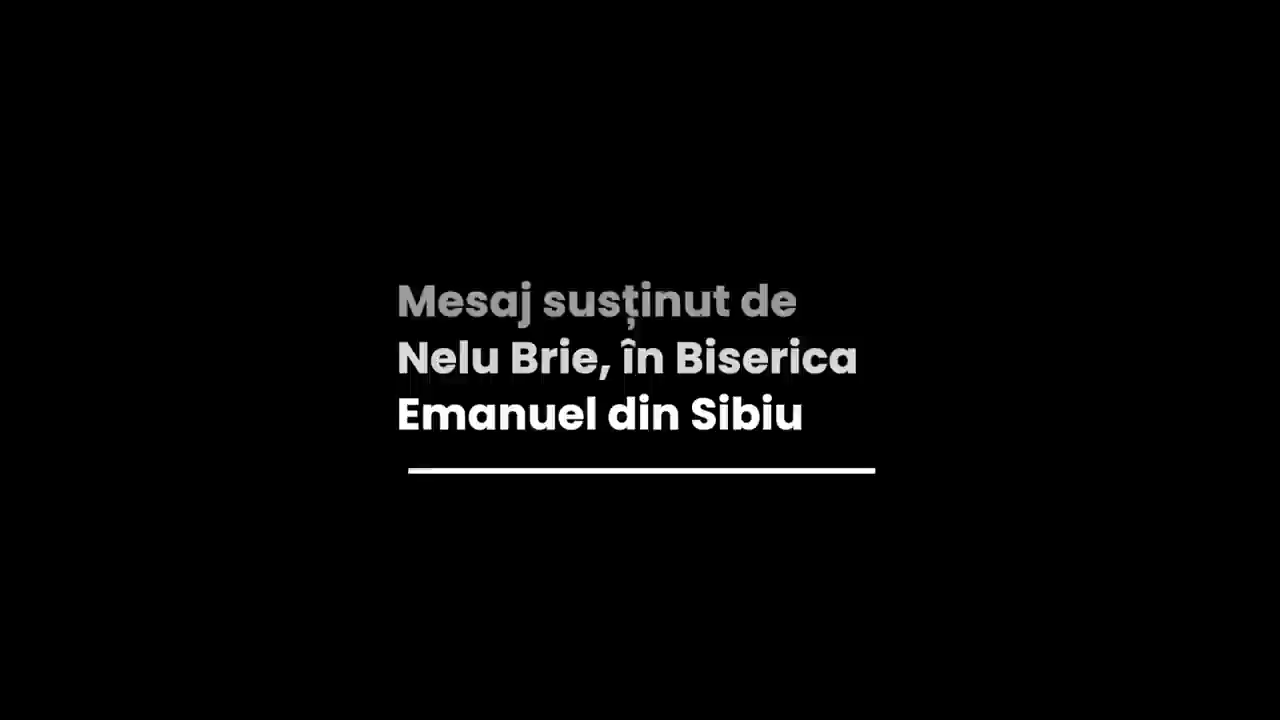 Mesaj susținut de
Nelu Brie, în Biserica
Emanuel din Sibiu